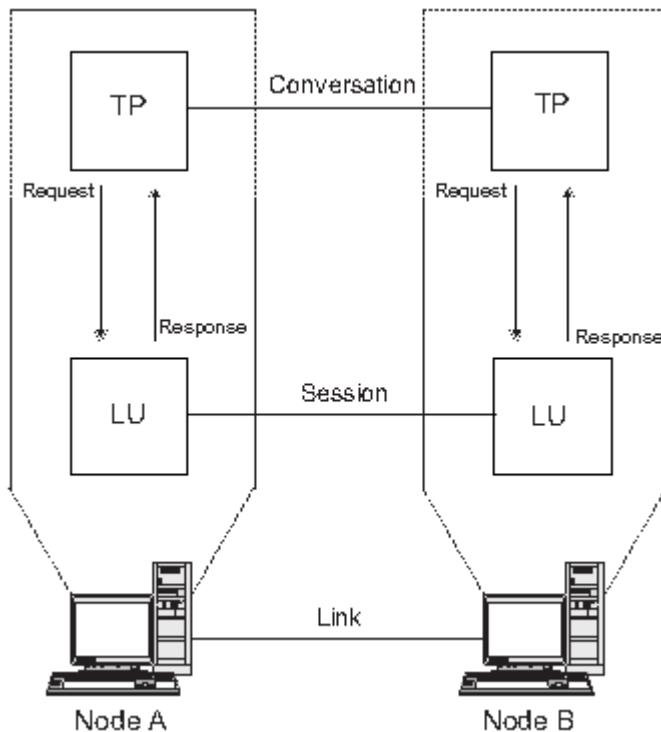 TP
Conversation
TP
Request
Request
Response
Response
LU
Session
LU
Link
Node A
Node B